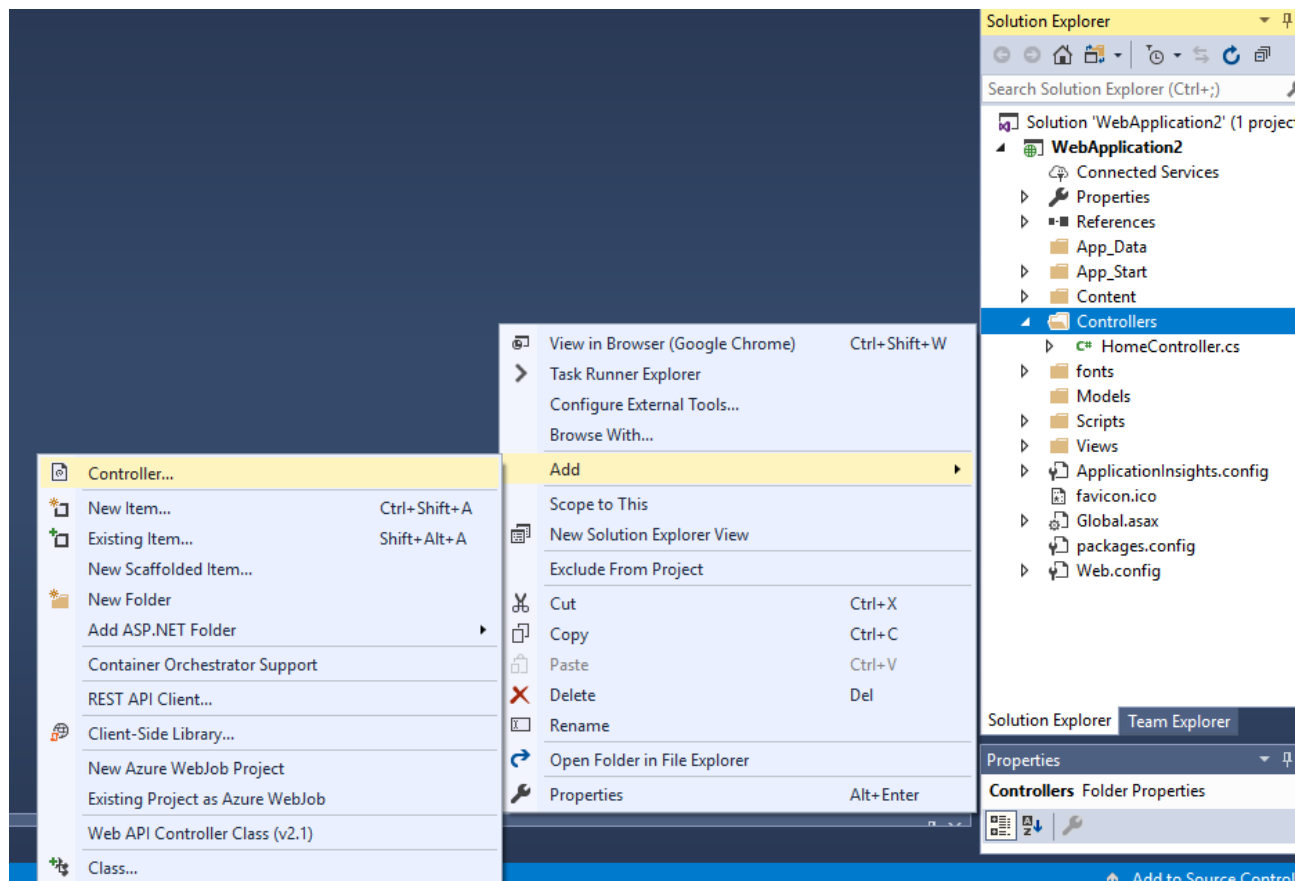 Solution Explorer
Search Solution Explorer (Ctrl+;)
Solution 'WebApplication2' (1 project
WebApplication2
Connected Services
Properties
References
App_Data
App_Start
Content
Controllers
C# HomeController.cs
fonts
Models
Scripts
Views
ApplicationInsights.config
favicon.ico
Global.asax
packages.config
Web.config
View in Browser (Google Chrome) Ctrl+Shift+W
Task Runner Explorer
Configure External Tools...
Browse With...
Add
Scope to This
New Solution Explorer View
Exclude From Project
Cut Ctrl+X
Copy Ctrl+C
Paste Ctrl+V
Delete Del
Rename
Open Folder in File Explorer
Properties Alt+Enter
Controller...
New Item... Ctrl+Shift+A
Existing Item... Shift+Alt+A
New Scaffolded Item...
New Folder
Add ASP.NET Folder
Container Orchestrator Support
REST API Client...
Client-Side Library...
New Azure WebJob Project
Existing Project as Azure WebJob
Web API Controller Class (v2.1)
Class...
Solution Explorer Team Explorer
Properties
Controllers Folder Properties
Add to Source Control